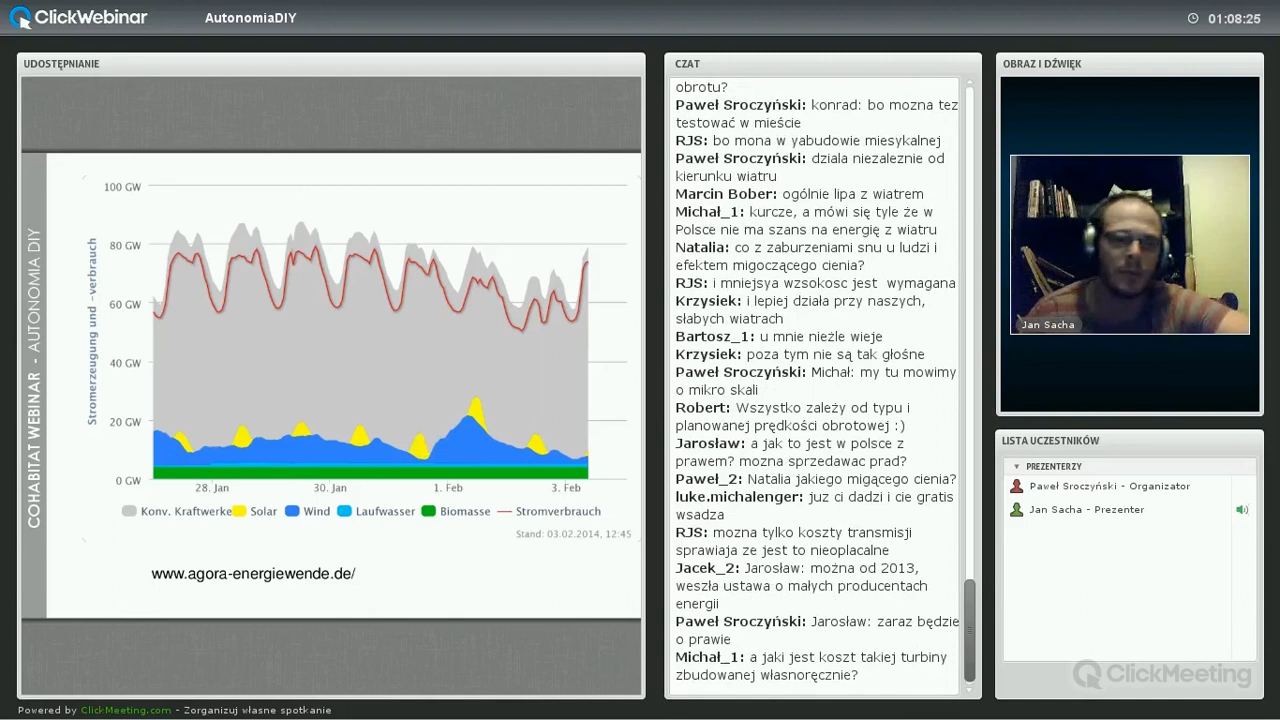 ClickWebinar
AutonomiaDIY
01:08:25
UDOSTĘPNIANIE
COHABITAT WEBINAR - AUTONOMIA DIY
Stromerzeugung und -verbrauch
100 GW
80 GW
60 GW
40 GW
20 GW
0 GW
28. Jan
30. Jan
1. Feb
3. Feb
Konv. Kraftwerke
Solar
Wind
Laufwasser
Biomasse
Stromverbrauch
Stand: 03.02.2014, 12:45
www.agora-energiewende.de/
CZAT
obrotu?
Paweł Sroczyński: konrad: bo mozna tez
testować w mieście
RJS: bo mona w yabudowie miesykalnej
Paweł Sroczyński: dziala niezaleznie od
kierunku wiatru
Marcin Bober: ogólnie lipa z wiatrem
Michał_1: kurcze, a mówi się tyle że w
Polsce nie ma szans na energię z wiatru
Natalia: co z zaburzeniami snu u ludzi i
efektem migoczącego cienia?
RJS: i mniejsya wzsokosc jest wymagana
Krzysiek: i lepiej działa przy naszych,
słabych wiatrach
Bartosz_1: u mnie nieżle wieje
Krzysiek: poza tym nie są tak głośne
Paweł Sroczyński: Michał: my tu mowimy
o mikro skali
Robert: Wszystko zależy od typu i
planowanej prędkości obrotowej :)
Jarosław: a jak to jest w polsce z
prawem? mozna sprzedawac prad?
Paweł_2: Natalia jakiego migącego cienia?
luke.michalenger: juz ci dadzi i cie gratis
wsadza
RJS: mozna tylko koszty transmisji
sprawiaja ze jest to nieoplacalne
Jacek_2: Jarosław: można od 2013,
weszła ustawa o małych producentach
energii
Paweł Sroczyński: Jarosław: zaraz będzie
o prawie
Michał_1: a jaki jest koszt takiej turbiny
zbudowanej własnoręcznie?
OBRAZ I DŹWIĘK
Jan Sacha
LISTA UCZESTNIKÓW
PREZENTERZY
Paweł Sroczyński - Organizator
Jan Sacha - Prezenter
ClickMeeting
Powered by ClickMeeting.com - Zorganizuj własne spotkanie